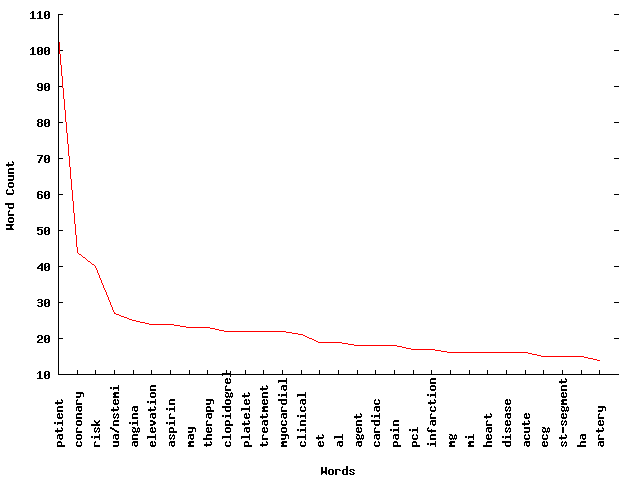 110
100
90
80
70
60
50
40
30
20
10
Word Count
patient
coronary
risk
ua/nstemi
angina
elevation
aspirin
may
therapy
clopidogrel
platelet
treatment
myocardial
clinical
et
al
agent
cardiac
pain
pci
infarction
mg
mi
heart
disease
acute
ecg
st-segment
ha
artery
Words